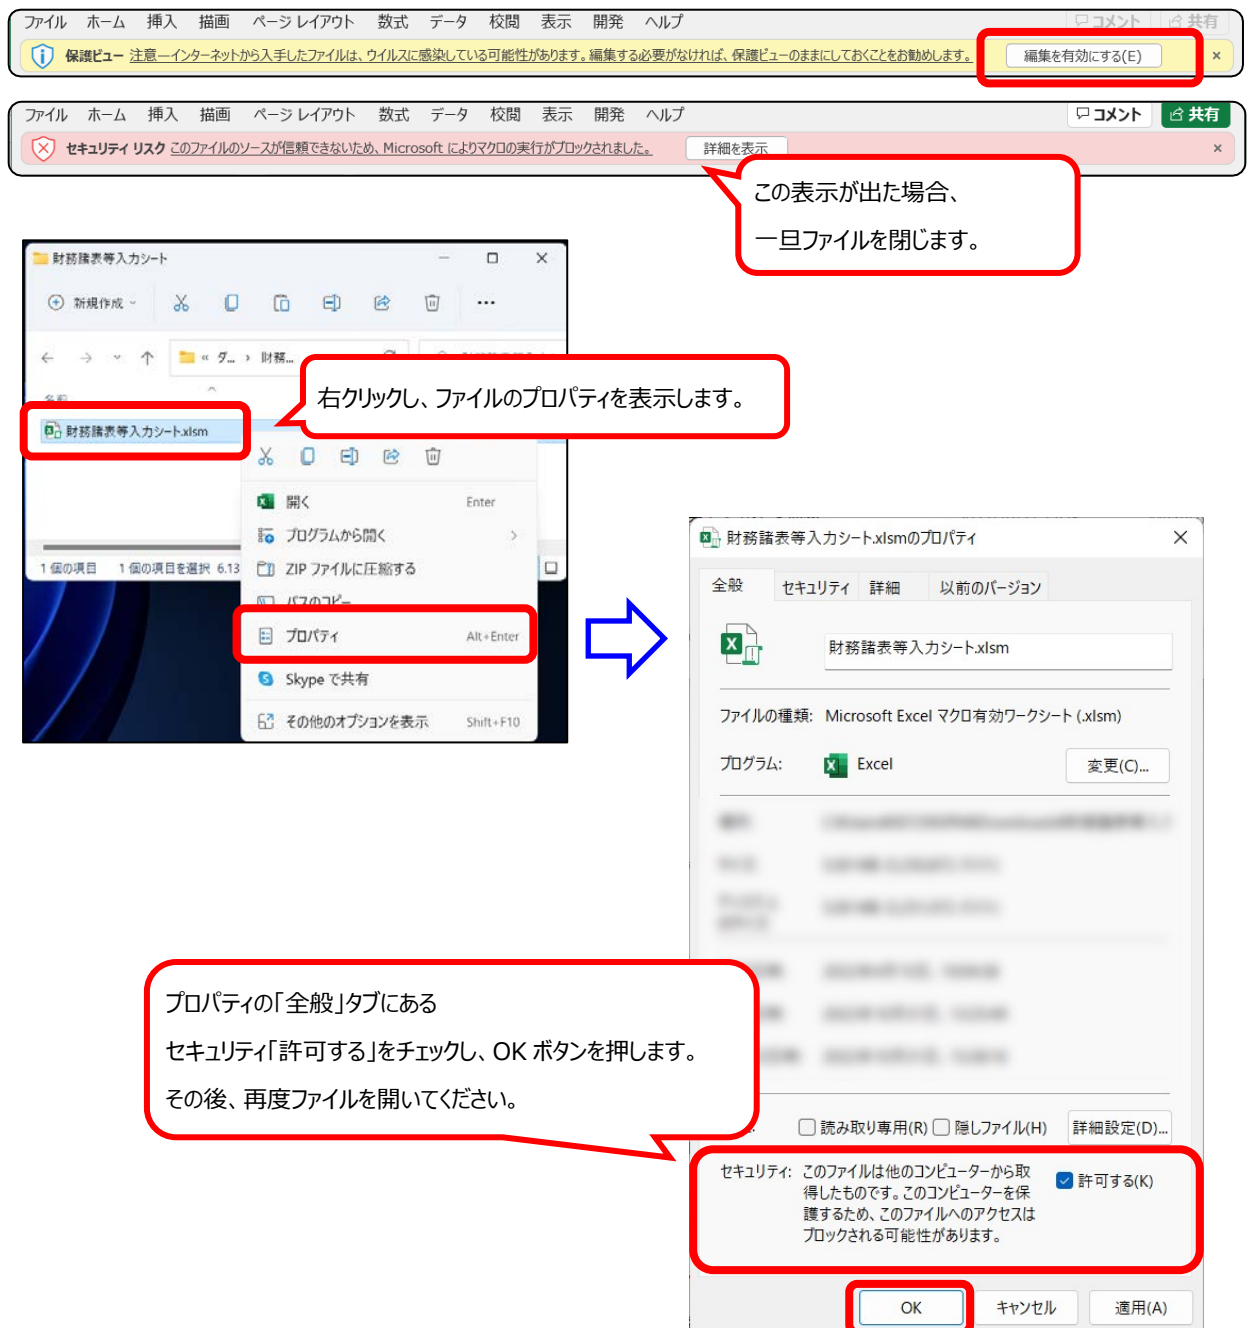 ファイル ホーム 挿入 描画 ページ レイアウト 数式 データ 校閲 表示 開発 ヘルプ コメント 共有
保護ビュー 注意—インターネットから入手したファイルは、ウイルスに感染している可能性があります。編集する必要がなければ、保護ビューのままにしておくことをお勧めします。 編集を有効にする(E) ×
ファイル ホーム 挿入 描画 ページ レイアウト 数式 データ 校閲 表示 開発 ヘルプ コメント 共有
セキュリティ リスク このファイルのソースが信頼できないため、Microsoft によりマクロの実行がブロックされました。 詳細を表示 ×
この表示が出た場合、
一旦ファイルを閉じます。
財務諸表等入力シート
新規作成
« ダ... › 財務...
右クリックし、ファイルのプロパティを表示します。
名前
財務諸表等入力シート.xlsm
開く Enter
プログラムから開く
ZIP ファイルに圧縮する
パスのコピー
プロパティ Alt+Enter
Skype で共有
その他のオプションを表示 Shift+F10
1 個の項目 1 個の項目を選択 6.13
財務諸表等入力シート.xlsmのプロパティ
全般 セキュリティ 詳細 以前のバージョン
財務諸表等入力シート.xlsm
ファイルの種類: Microsoft Excel マクロ有効ワークシート (.xlsm)
プログラム: Excel 変更(C)...
プロパティの「全般」タブにある
セキュリティ「許可する」をチェックし、OK ボタンを押します。
その後、再度ファイルを開いてください。
読み取り専用(R) 隠しファイル(H) 詳細設定(D)...
セキュリティ: このファイルは他のコンピューターから取
得したものです。このコンピューターを保
護するため、このファイルへのアクセスは
ブロックされる可能性があります。
許可する(K)
OK キャンセル 適用(A)